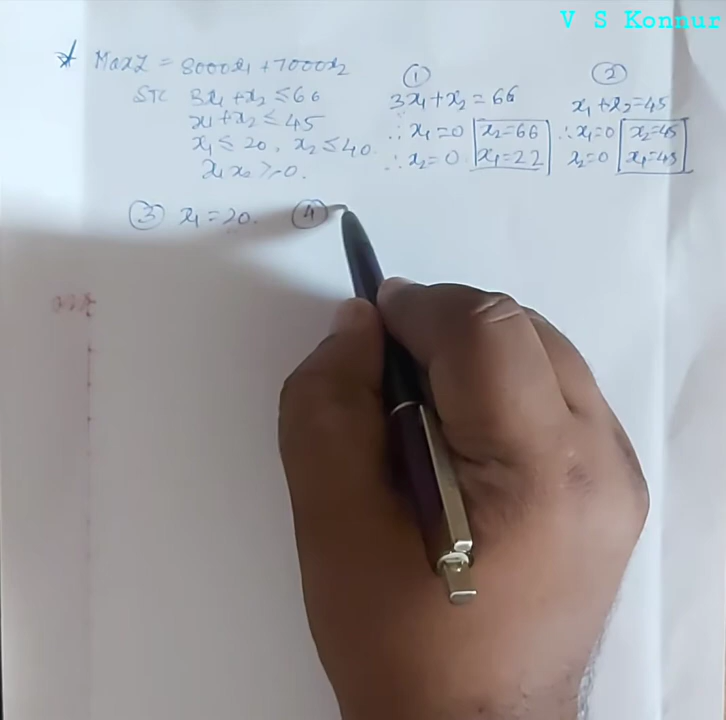 V S Konnur
* Max Z = 8000x₁ + 7000x₂
STC 3x₁ + x₂ ≤ 66
x₁ + x₂ ≤ 45
x₁ ≤ 20, x₂ ≤ 40.
x₁ x₂ ≥ 0.
①
3x₁ + x₂ = 66
∴ x₁ = 0 x₂ = 66
∴ x₂ = 0 x₁ = 22
②
x₁ + x₂ = 45
∴ x₁ = 0 x₂ = 45
x₂ = 0 x₁ = 45
③ x₁ = 20. ④